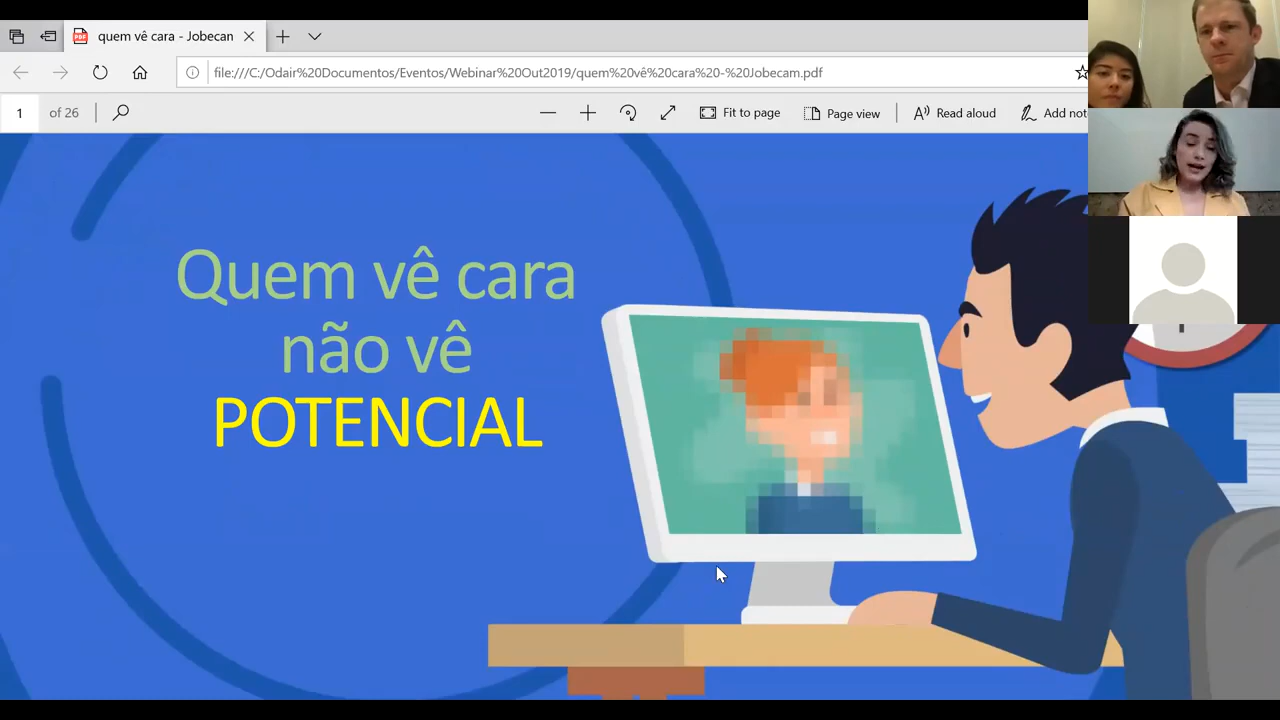 quem vê cara - Jobecan
file:///C:/Odair%20Documentos/Eventos/Webinar%20Out2019/quem%20vê%20cara%20-%20Jobecam.pdf
1 of 26
Fit to page
Page view
Read aloud
Add not
Quem vê cara
não vê
POTENCIAL